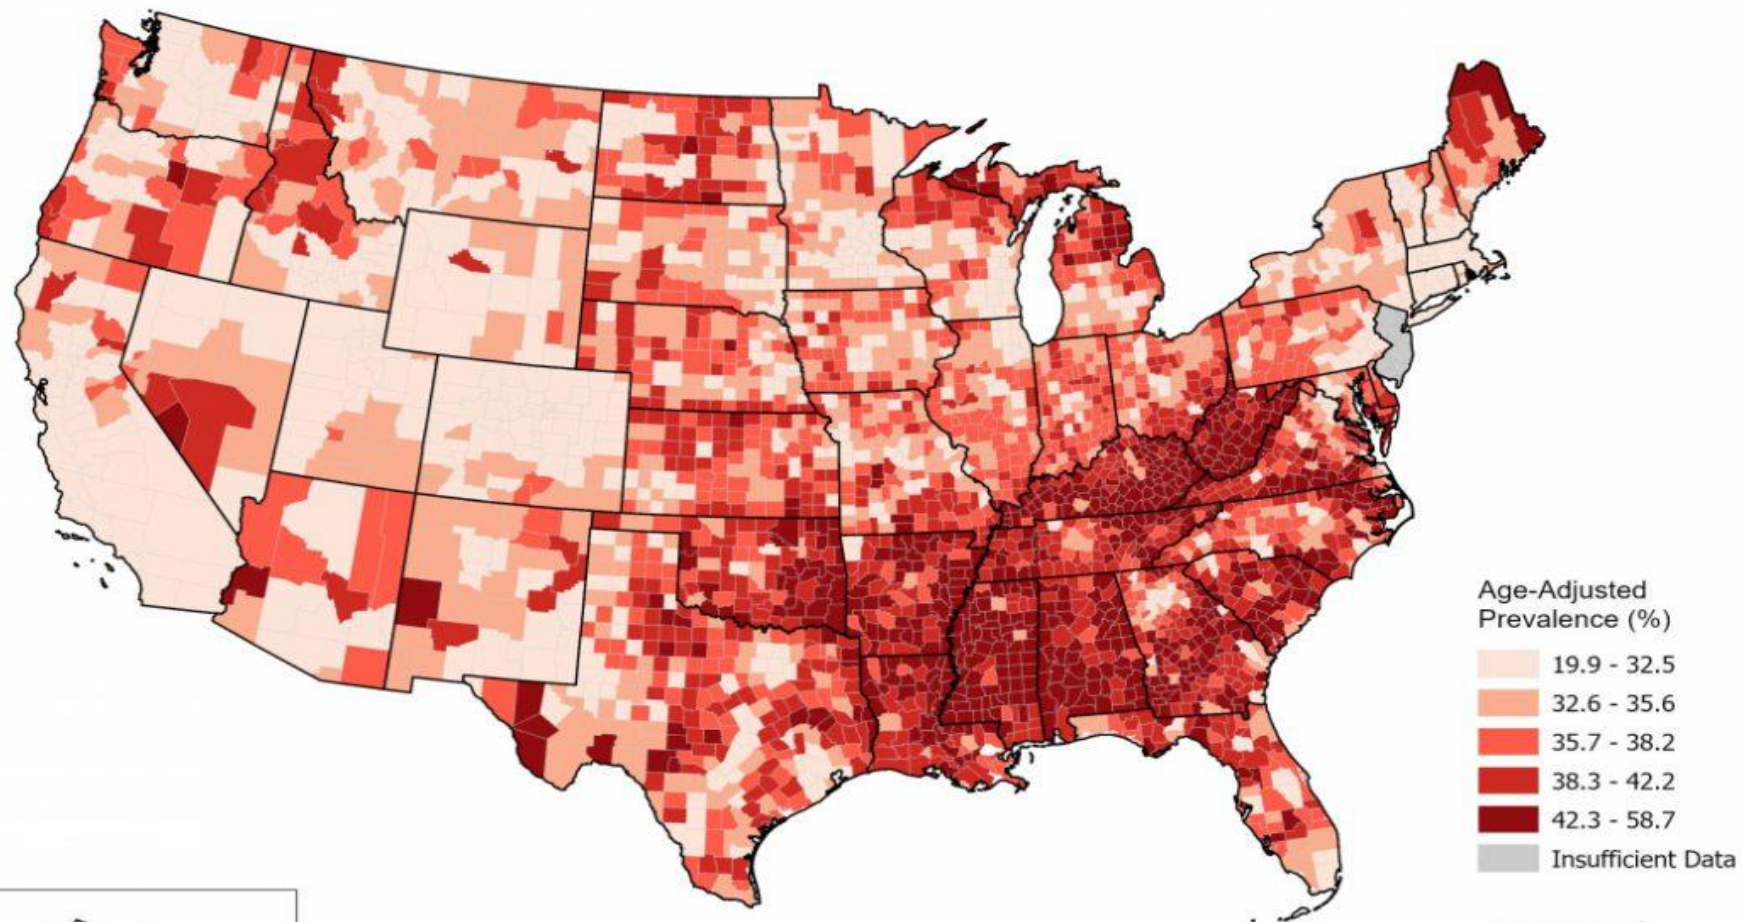 Age-Adjusted
Prevalence (%)
19.9 - 32.5
32.6 - 35.6
35.7 - 38.2
38.3 - 42.2
42.3 - 58.7
Insufficient Data